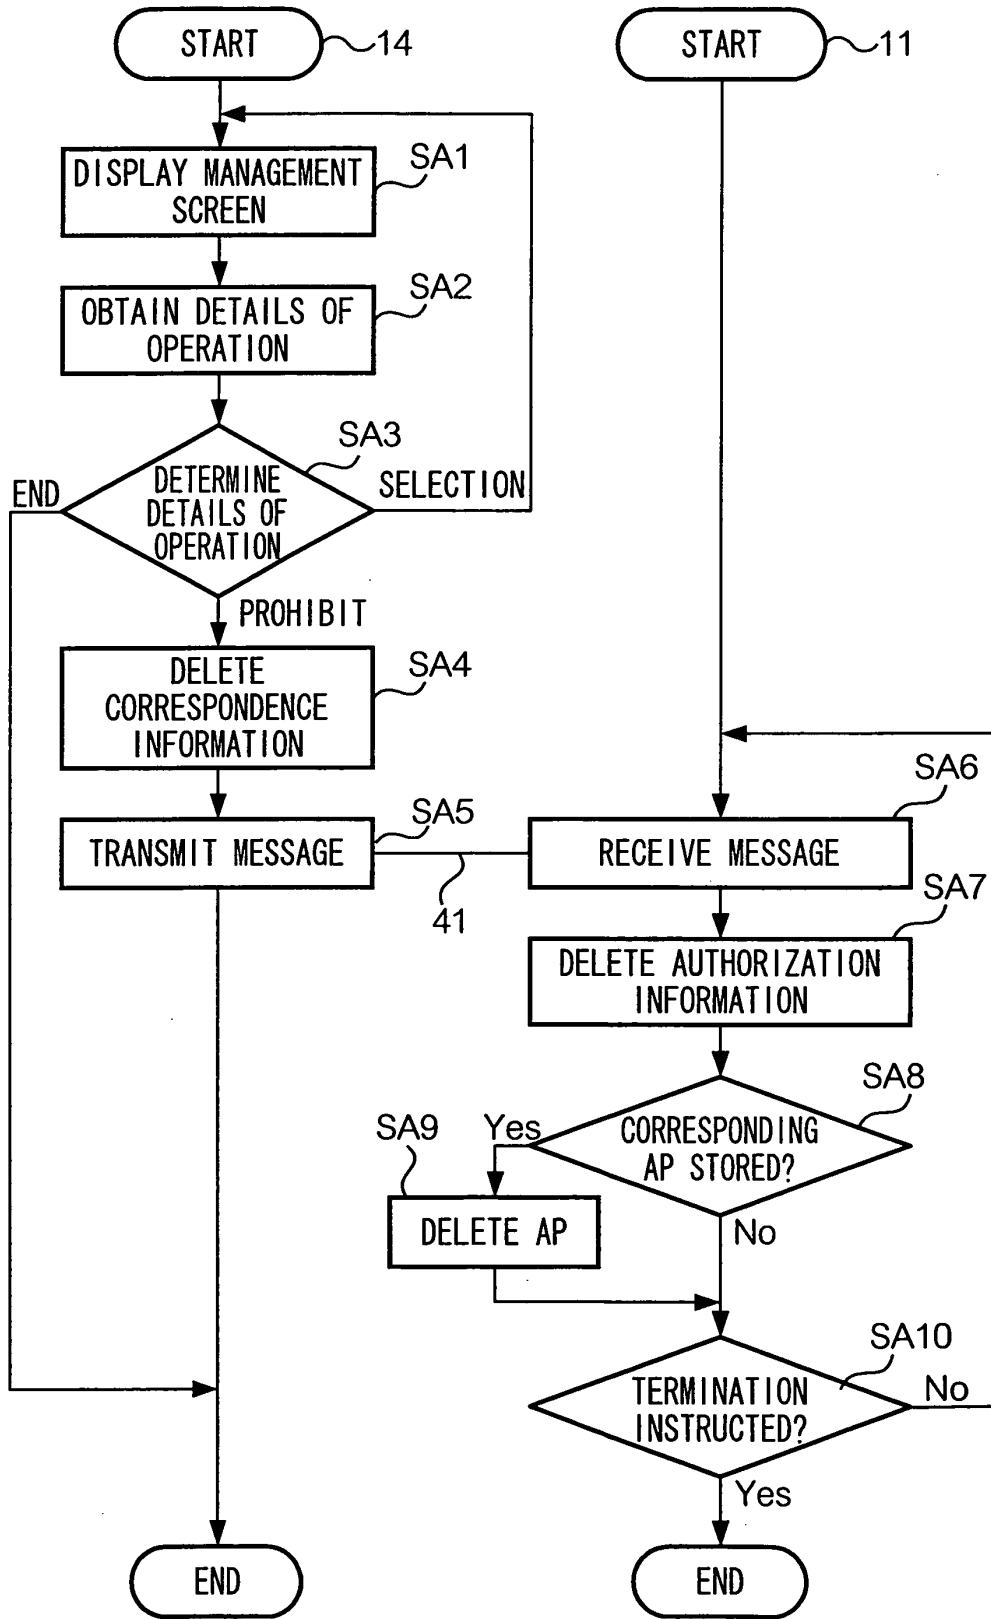 START
14
DISPLAY MANAGEMENT
SCREEN
SA1
OBTAIN DETAILS OF
OPERATION
SA2
DETERMINE
DETAILS OF
OPERATION
SA3
END
SELECTION
PROHIBIT
DELETE
CORRESPONDENCE
INFORMATION
SA4
TRANSMIT MESSAGE
SA5
41
END
START
11
RECEIVE MESSAGE
SA6
DELETE AUTHORIZATION
INFORMATION
SA7
CORRESPONDING
AP STORED?
SA8
Yes
SA9
DELETE AP
No
TERMINATION
INSTRUCTED?
SA10
No
Yes
END